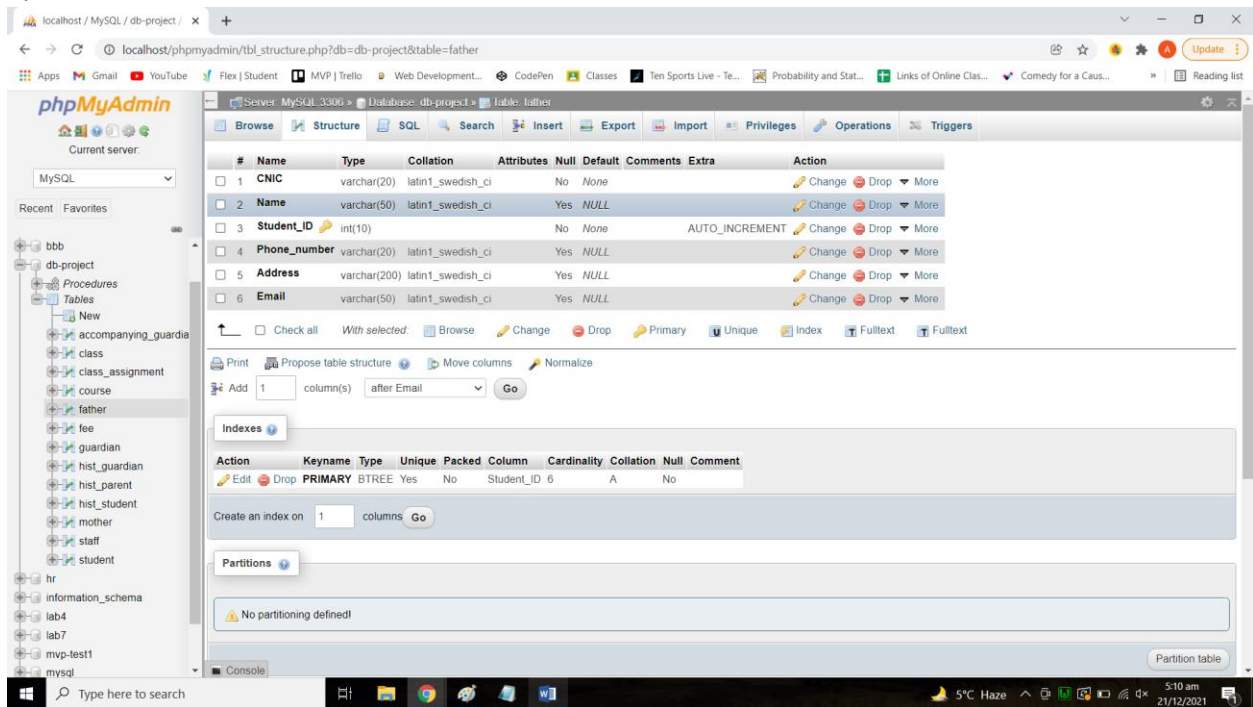 localhost / MySQL / db-project /
localhost/phpmyadmin/tbl_structure.php?db=db-project&table=father
Update
Apps Gmail YouTube Flex | Student MVP | Trello Web Development... CodePen Classes Ten Sports Live - Te... Probability and Stat... Links of Online Clas... Comedy for a Caus... » Reading list
phpMyAdmin
Current server:
MySQL
Recent Favorites
bbb
db-project
Procedures
Tables
New
accompanying_guardia
class
class_assignment
course
father
fee
guardian
hist_guardian
hist_parent
hist_student
mother
staff
student
hr
information_schema
lab4
lab7
mvp-test1
mysql
Server: MySQL:3306 » Database: db-project » Table: father
Browse Structure SQL Search Insert Export Import Privileges Operations Triggers
# Name Type Collation Attributes Null Default Comments Extra Action
1 CNIC varchar(20) latin1_swedish_ci No None Change Drop More
2 Name varchar(50) latin1_swedish_ci Yes NULL Change Drop More
3 Student_ID int(10) No None AUTO_INCREMENT Change Drop More
4 Phone_number varchar(20) latin1_swedish_ci Yes NULL Change Drop More
5 Address varchar(200) latin1_swedish_ci Yes NULL Change Drop More
6 Email varchar(50) latin1_swedish_ci Yes NULL Change Drop More
Check all With selected: Browse Change Drop Primary Unique Index Fulltext Fulltext
Print Propose table structure Move columns Normalize
Add 1 column(s) after Email Go
Indexes
Action Keyname Type Unique Packed Column Cardinality Collation Null Comment
Edit Drop PRIMARY BTREE Yes No Student_ID 6 A No
Create an index on 1 columns Go
Partitions
No partitioning defined!
Partition table
Console
Type here to search
5°C Haze
5:10 am
21/12/2021